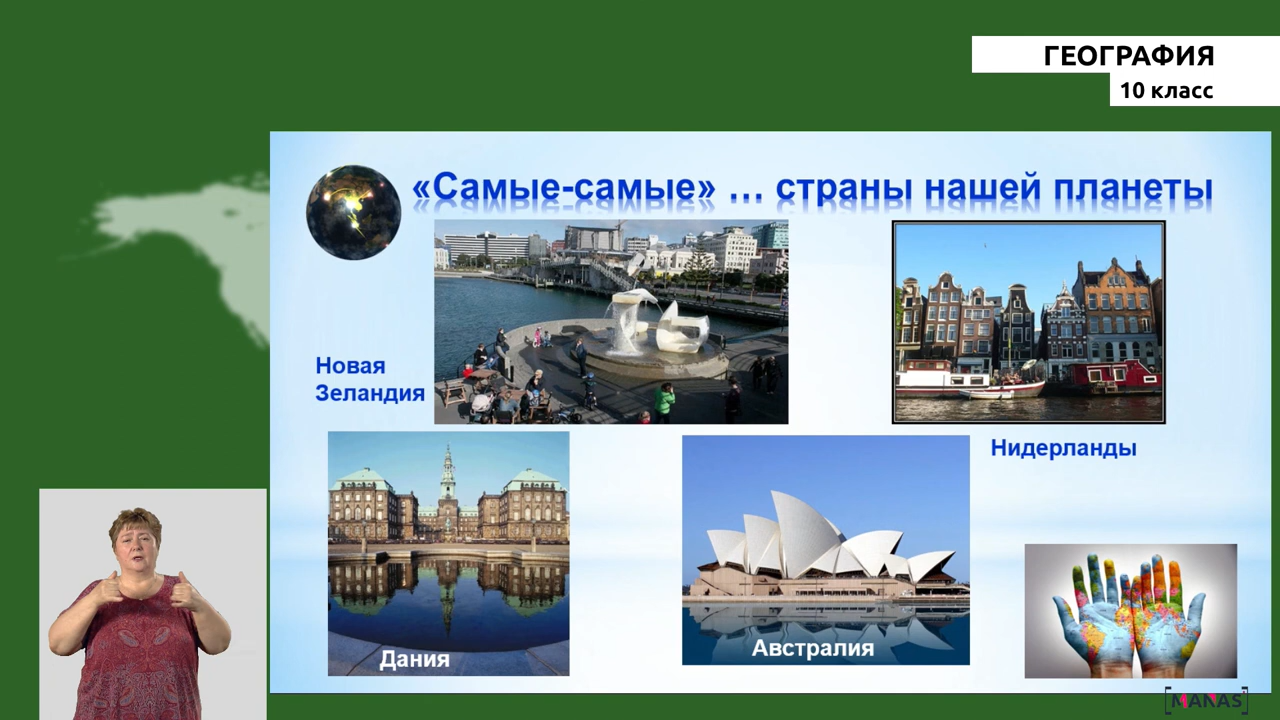 ГЕОГРАФИЯ
10 класс
«Самые-самые» ... страны нашей планеты
Новая
Зеландия
Нидерланды
Дания
Австралия
[MANAS]